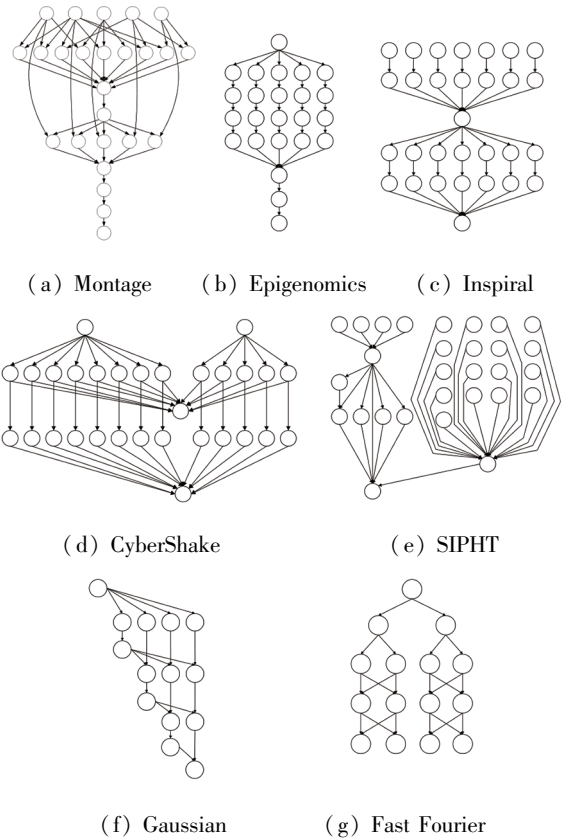 (a) Montage (b) Epigenomics (c) Inspiral
(d) CyberShake (e) SIPHT
(f) Gaussian (g) Fast Fourier